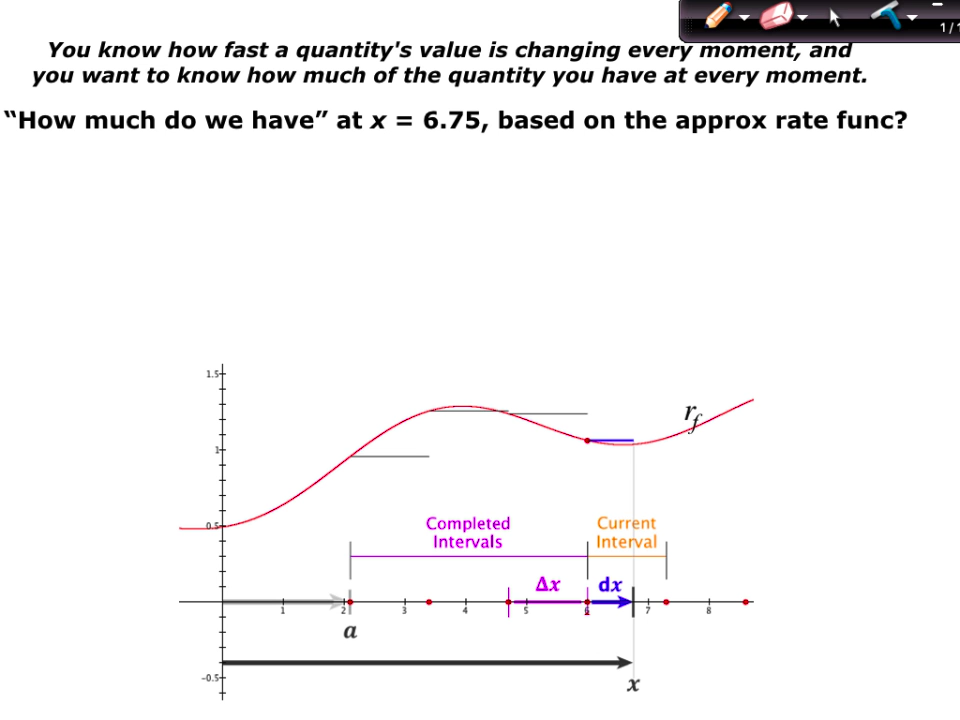 1/1
You know how fast a quantity's value is changing every moment, and
you want to know how much of the quantity you have at every moment.
“How much do we have” at x = 6.75, based on the approx rate func?
1.5
r_f
1
0.5
Completed
Intervals
Current
Interval
Δx
dx
1
2
3
4
5
6
7
8
a
-0.5
x